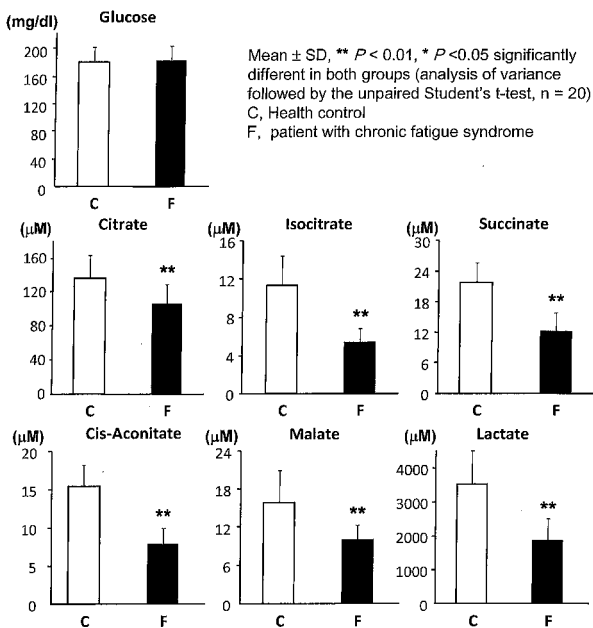 Glucose
(mg/dl)
200
160
120
80
40
0
C F
Mean ± SD, ** P < 0.01, * P <0.05 significantly
different in both groups (analysis of variance
followed by the unpaired Student's t-test, n = 20)
C, Health control
F, patient with chronic fatigue syndrome
Citrate
(μM)
160
120
80
40
0
C F
Isocitrate
(μM)
16
12
8
4
0
C F
Succinate
(μM)
30
24
18
12
6
0
**
**
**
C F
Cis-Aconitate
(μM)
20
15
10
5
0
**
C F
Malate
(μM)
24
18
12
6
0
**
C F
Lactate
(μM)
4000
3000
2000
1000
0
**
C F